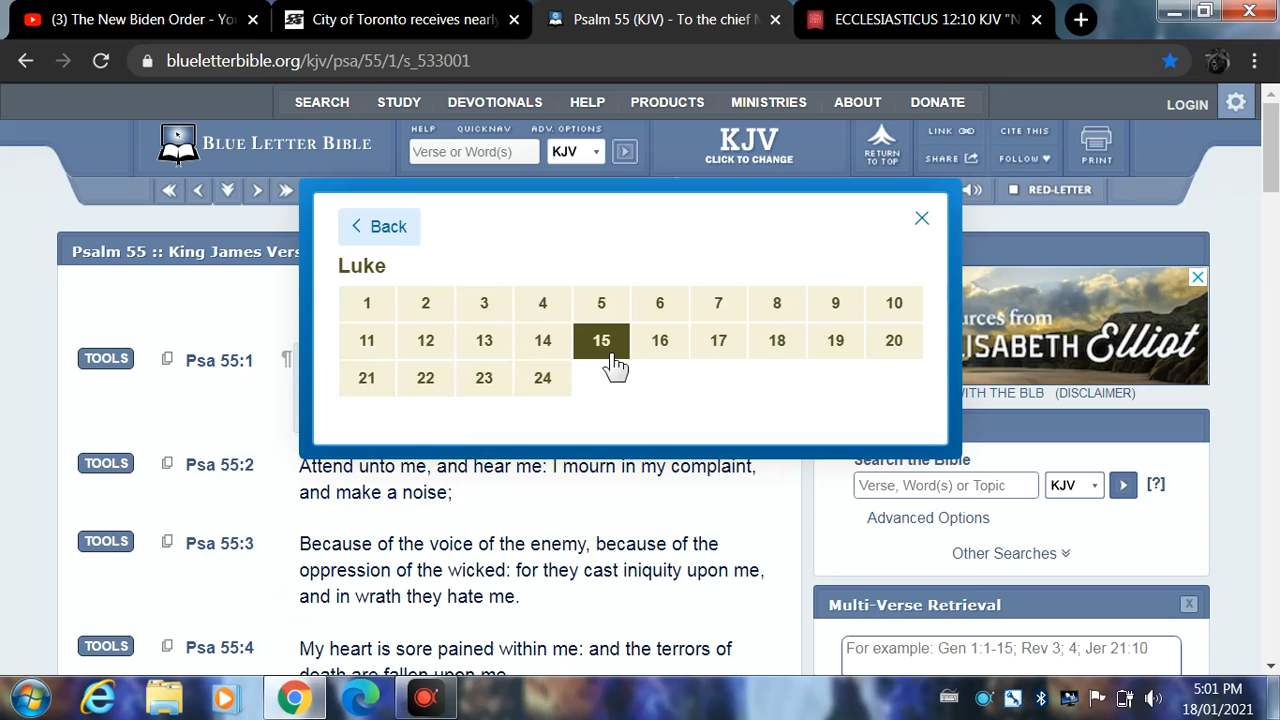 (3) The New Biden Order - Yo
City of Toronto receives near
Psalm 55 (KJV) - To the chief M
ECCLESIASTICUS 12:10 KJV "N
blueletterbible.org/kjv/psa/55/1/s_533001
SEARCH STUDY DEVOTIONALS HELP PRODUCTS MINISTRIES ABOUT DONATE
LOGIN
BLUE LETTER BIBLE
HELP QUICKNAV ADV. OPTIONS
Verse or Word(s)
KJV
KJV
CLICK TO CHANGE
RETURN
TO TOP
LINK
CITE THIS
SHARE
FOLLOW
PRINT
RED-LETTER
Psalm 55 :: King James Vers
Back
Luke
1 2 3 4 5 6 7 8 9 10
11 12 13 14 15 16 17 18 19 20
21 22 23 24
urces from
LISABETH Elliot
WITH THE BLB (DISCLAIMER)
TOOLS Psa 55:1 ¶
TOOLS Psa 55:2 Attend unto me, and hear me: I mourn in my complaint,
and make a noise;
TOOLS Psa 55:3 Because of the voice of the enemy, because of the
oppression of the wicked: for they cast iniquity upon me,
and in wrath they hate me.
TOOLS Psa 55:4 My heart is sore pained within me: and the terrors of
death are fallen upon me.
Search the Bible
Verse, Word(s) or Topic
KJV
[?]
Advanced Options
Other Searches
Multi-Verse Retrieval
X
For example: Gen 1:1-15; Rev 3; 4; Jer 21:10
5:01 PM
18/01/2021